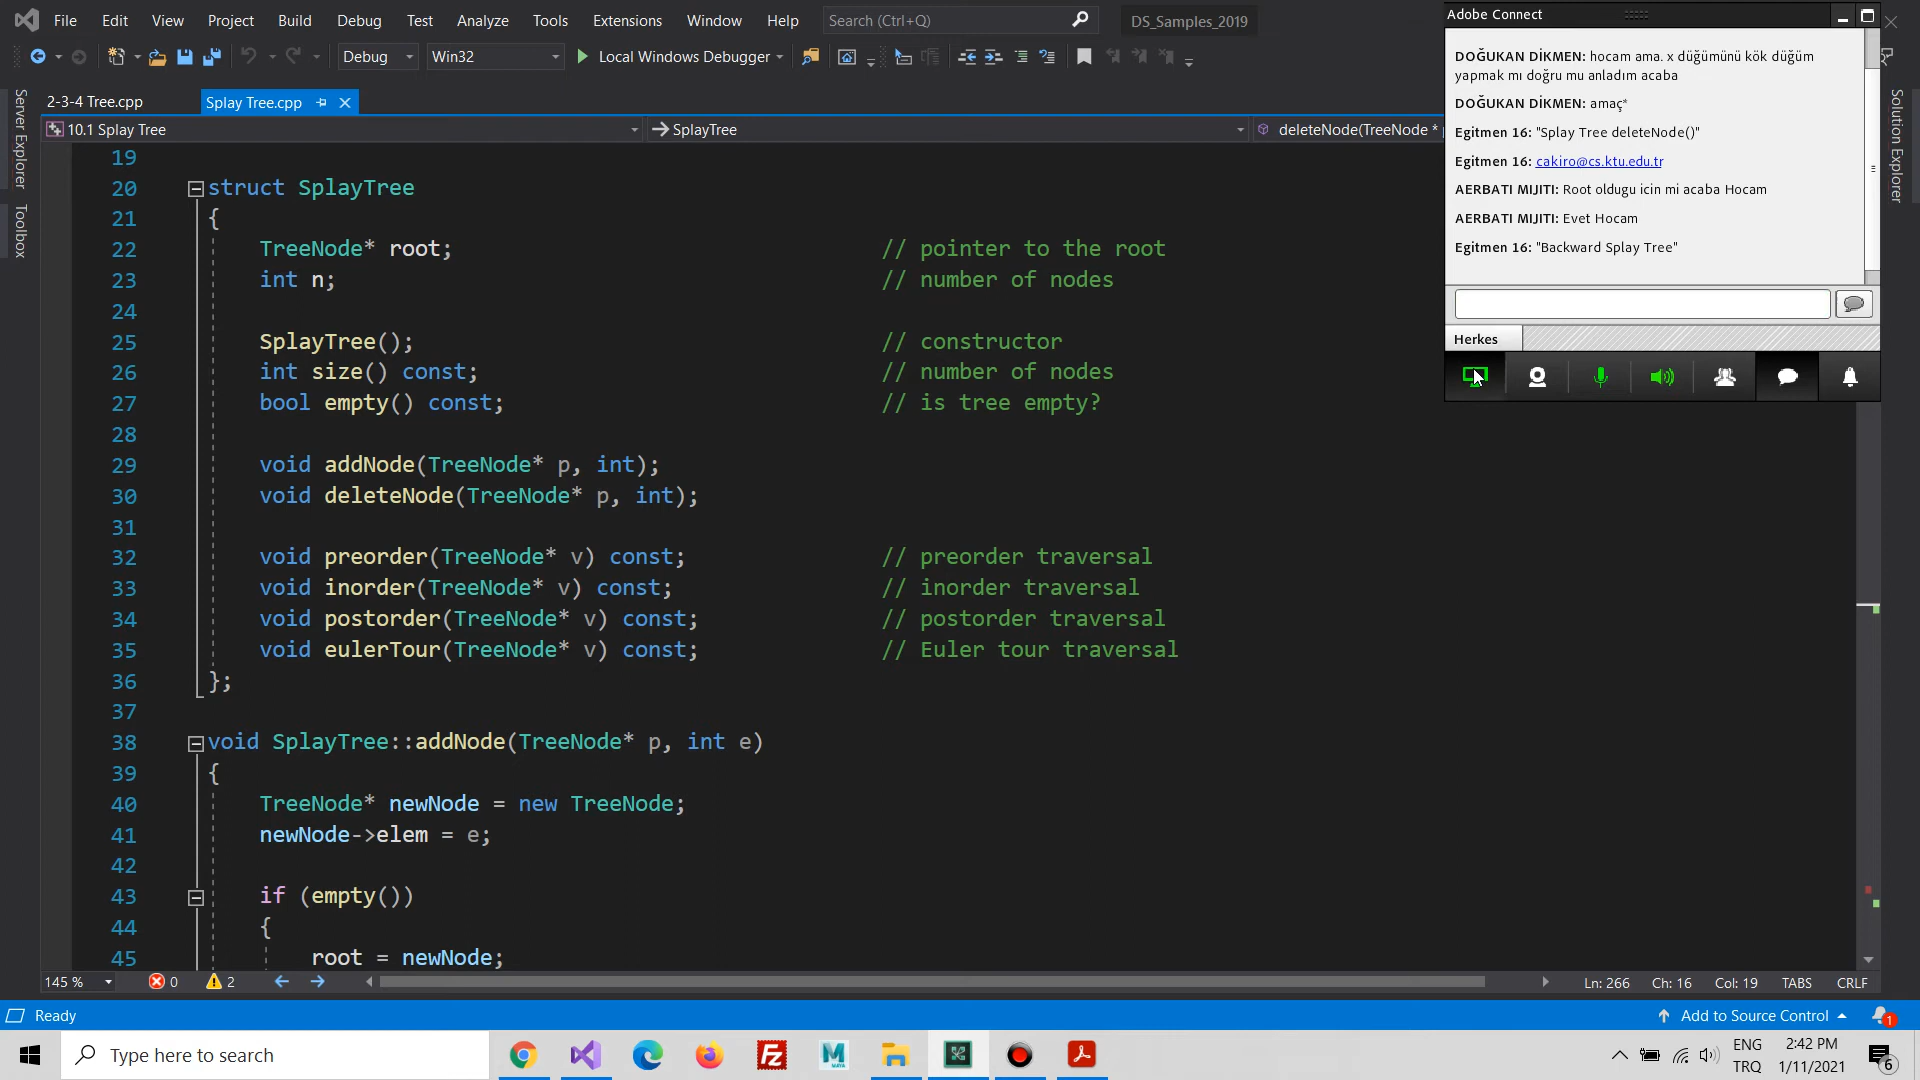 File Edit View Project Build Debug Test Analyze Tools Extensions Window Help Search (Ctrl+Q) DS_Samples_2019
Debug Win32 Local Windows Debugger
2-3-4 Tree.cpp Splay Tree.cpp
10.1 Splay Tree SplayTree deleteNode(TreeNode *
Server Explorer
Toolbox
Solution Explorer
19
20 struct SplayTree
21 {
22 TreeNode* root; // pointer to the root
23 int n; // number of nodes
24
25 SplayTree(); // constructor
26 int size() const; // number of nodes
27 bool empty() const; // is tree empty?
28
29 void addNode(TreeNode* p, int);
30 void deleteNode(TreeNode* p, int);
31
32 void preorder(TreeNode* v) const; // preorder traversal
33 void inorder(TreeNode* v) const; // inorder traversal
34 void postorder(TreeNode* v) const; // postorder traversal
35 void eulerTour(TreeNode* v) const; // Euler tour traversal
36 };
37
38 void SplayTree::addNode(TreeNode* p, int e)
39 {
40 TreeNode* newNode = new TreeNode;
41 newNode->elem = e;
42
43 if (empty())
44 {
45 root = newNode;
145 % 0 2 Ln: 266 Ch: 16 Col: 19 TABS CRLF
Ready Add to Source Control 1
Adobe Connect
DOĞUKAN DİKMEN: hocam ama. x düğümünü kök düğüm
yapmak mı doğru mu anladım acaba
DOĞUKAN DİKMEN: amaç*
Egitmen 16: "Splay Tree deleteNode()"
Egitmen 16: cakiro@cs.ktu.edu.tr
AERBATI MIJITI: Root oldugu icin mi acaba Hocam
AERBATI MIJITI: Evet Hocam
Egitmen 16: "Backward Splay Tree"
Herkes
Type here to search
MAYA
ENG
TRQ
2:42 PM
1/11/2021
6